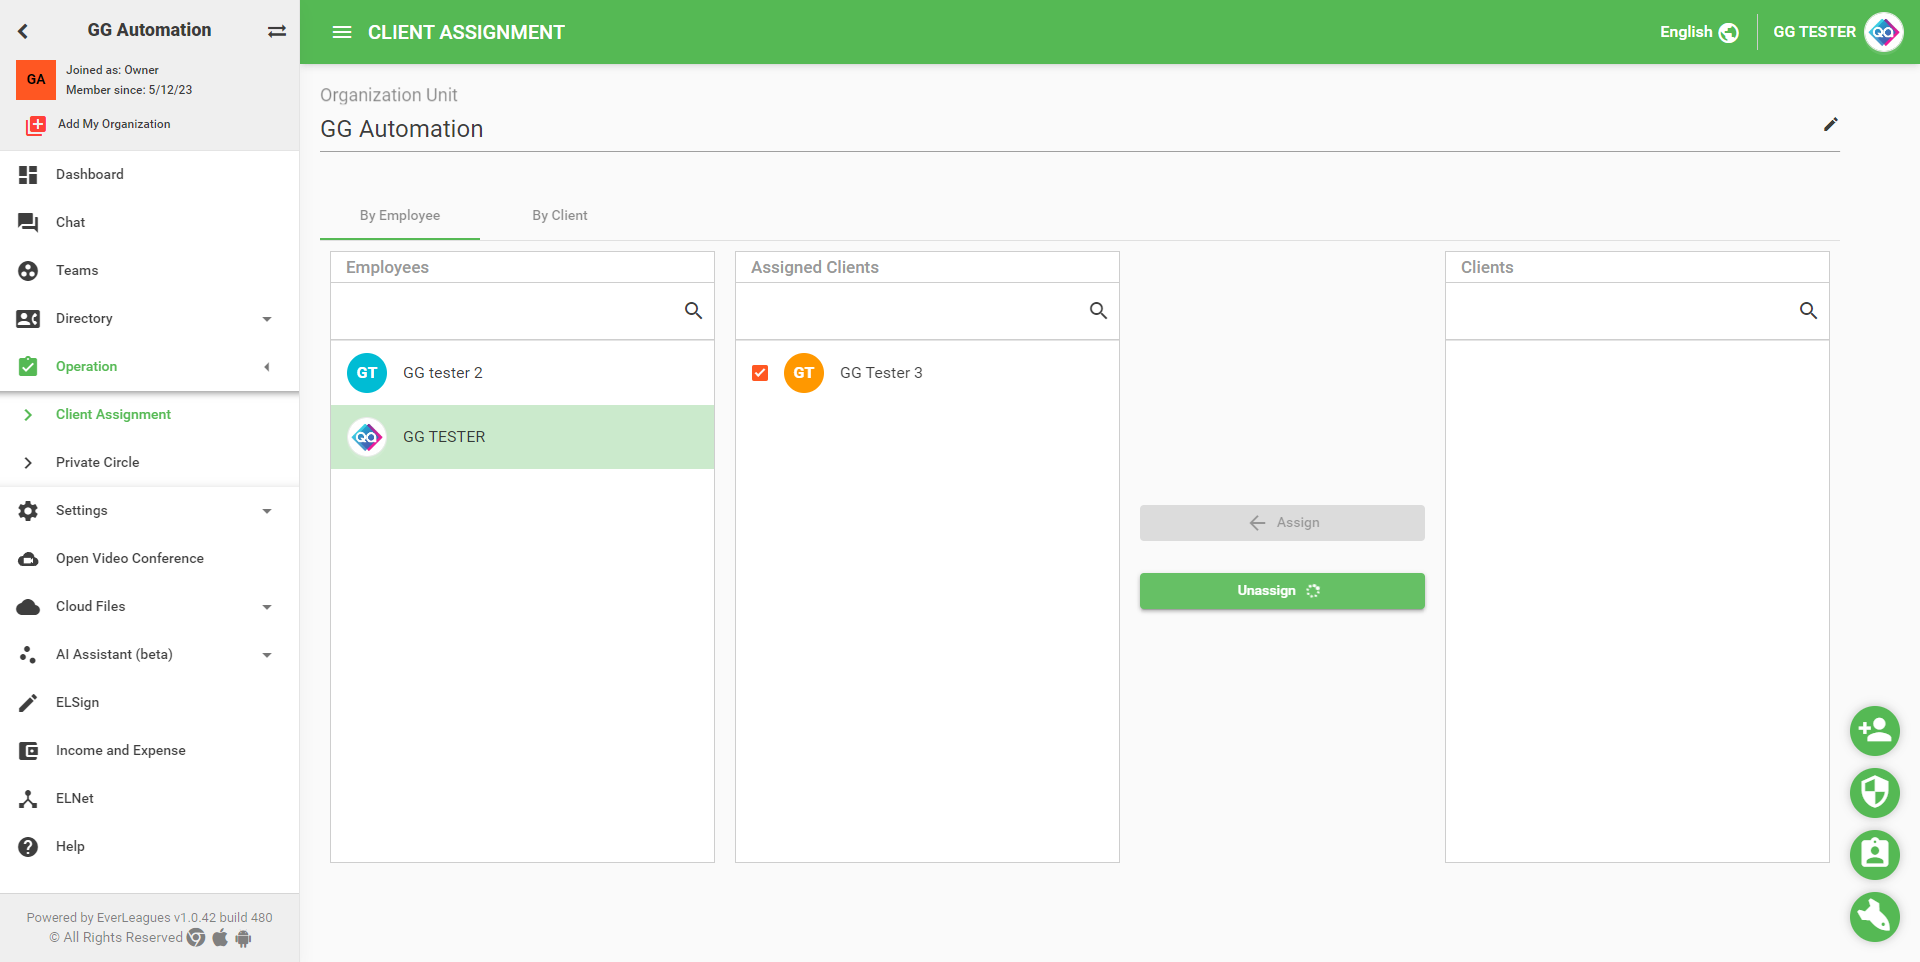 GG Automation
GA
Joined as: Owner
Member since: 5/12/23
Add My Organization
Dashboard
Chat
Teams
Directory
Operation
Client Assignment
Private Circle
Settings
Open Video Conference
Cloud Files
AI Assistant (beta)
ELSign
Income and Expense
ELNet
Help
Powered by EverLeagues v1.0.42 build 480
© All Rights Reserved
CLIENT ASSIGNMENT
English
GG TESTER
QA
Organization Unit
GG Automation
By Employee
By Client
Employees
GT
GG tester 2
QA
GG TESTER
Assigned Clients
GT
GG Tester 3
Assign
Unassign
Clients